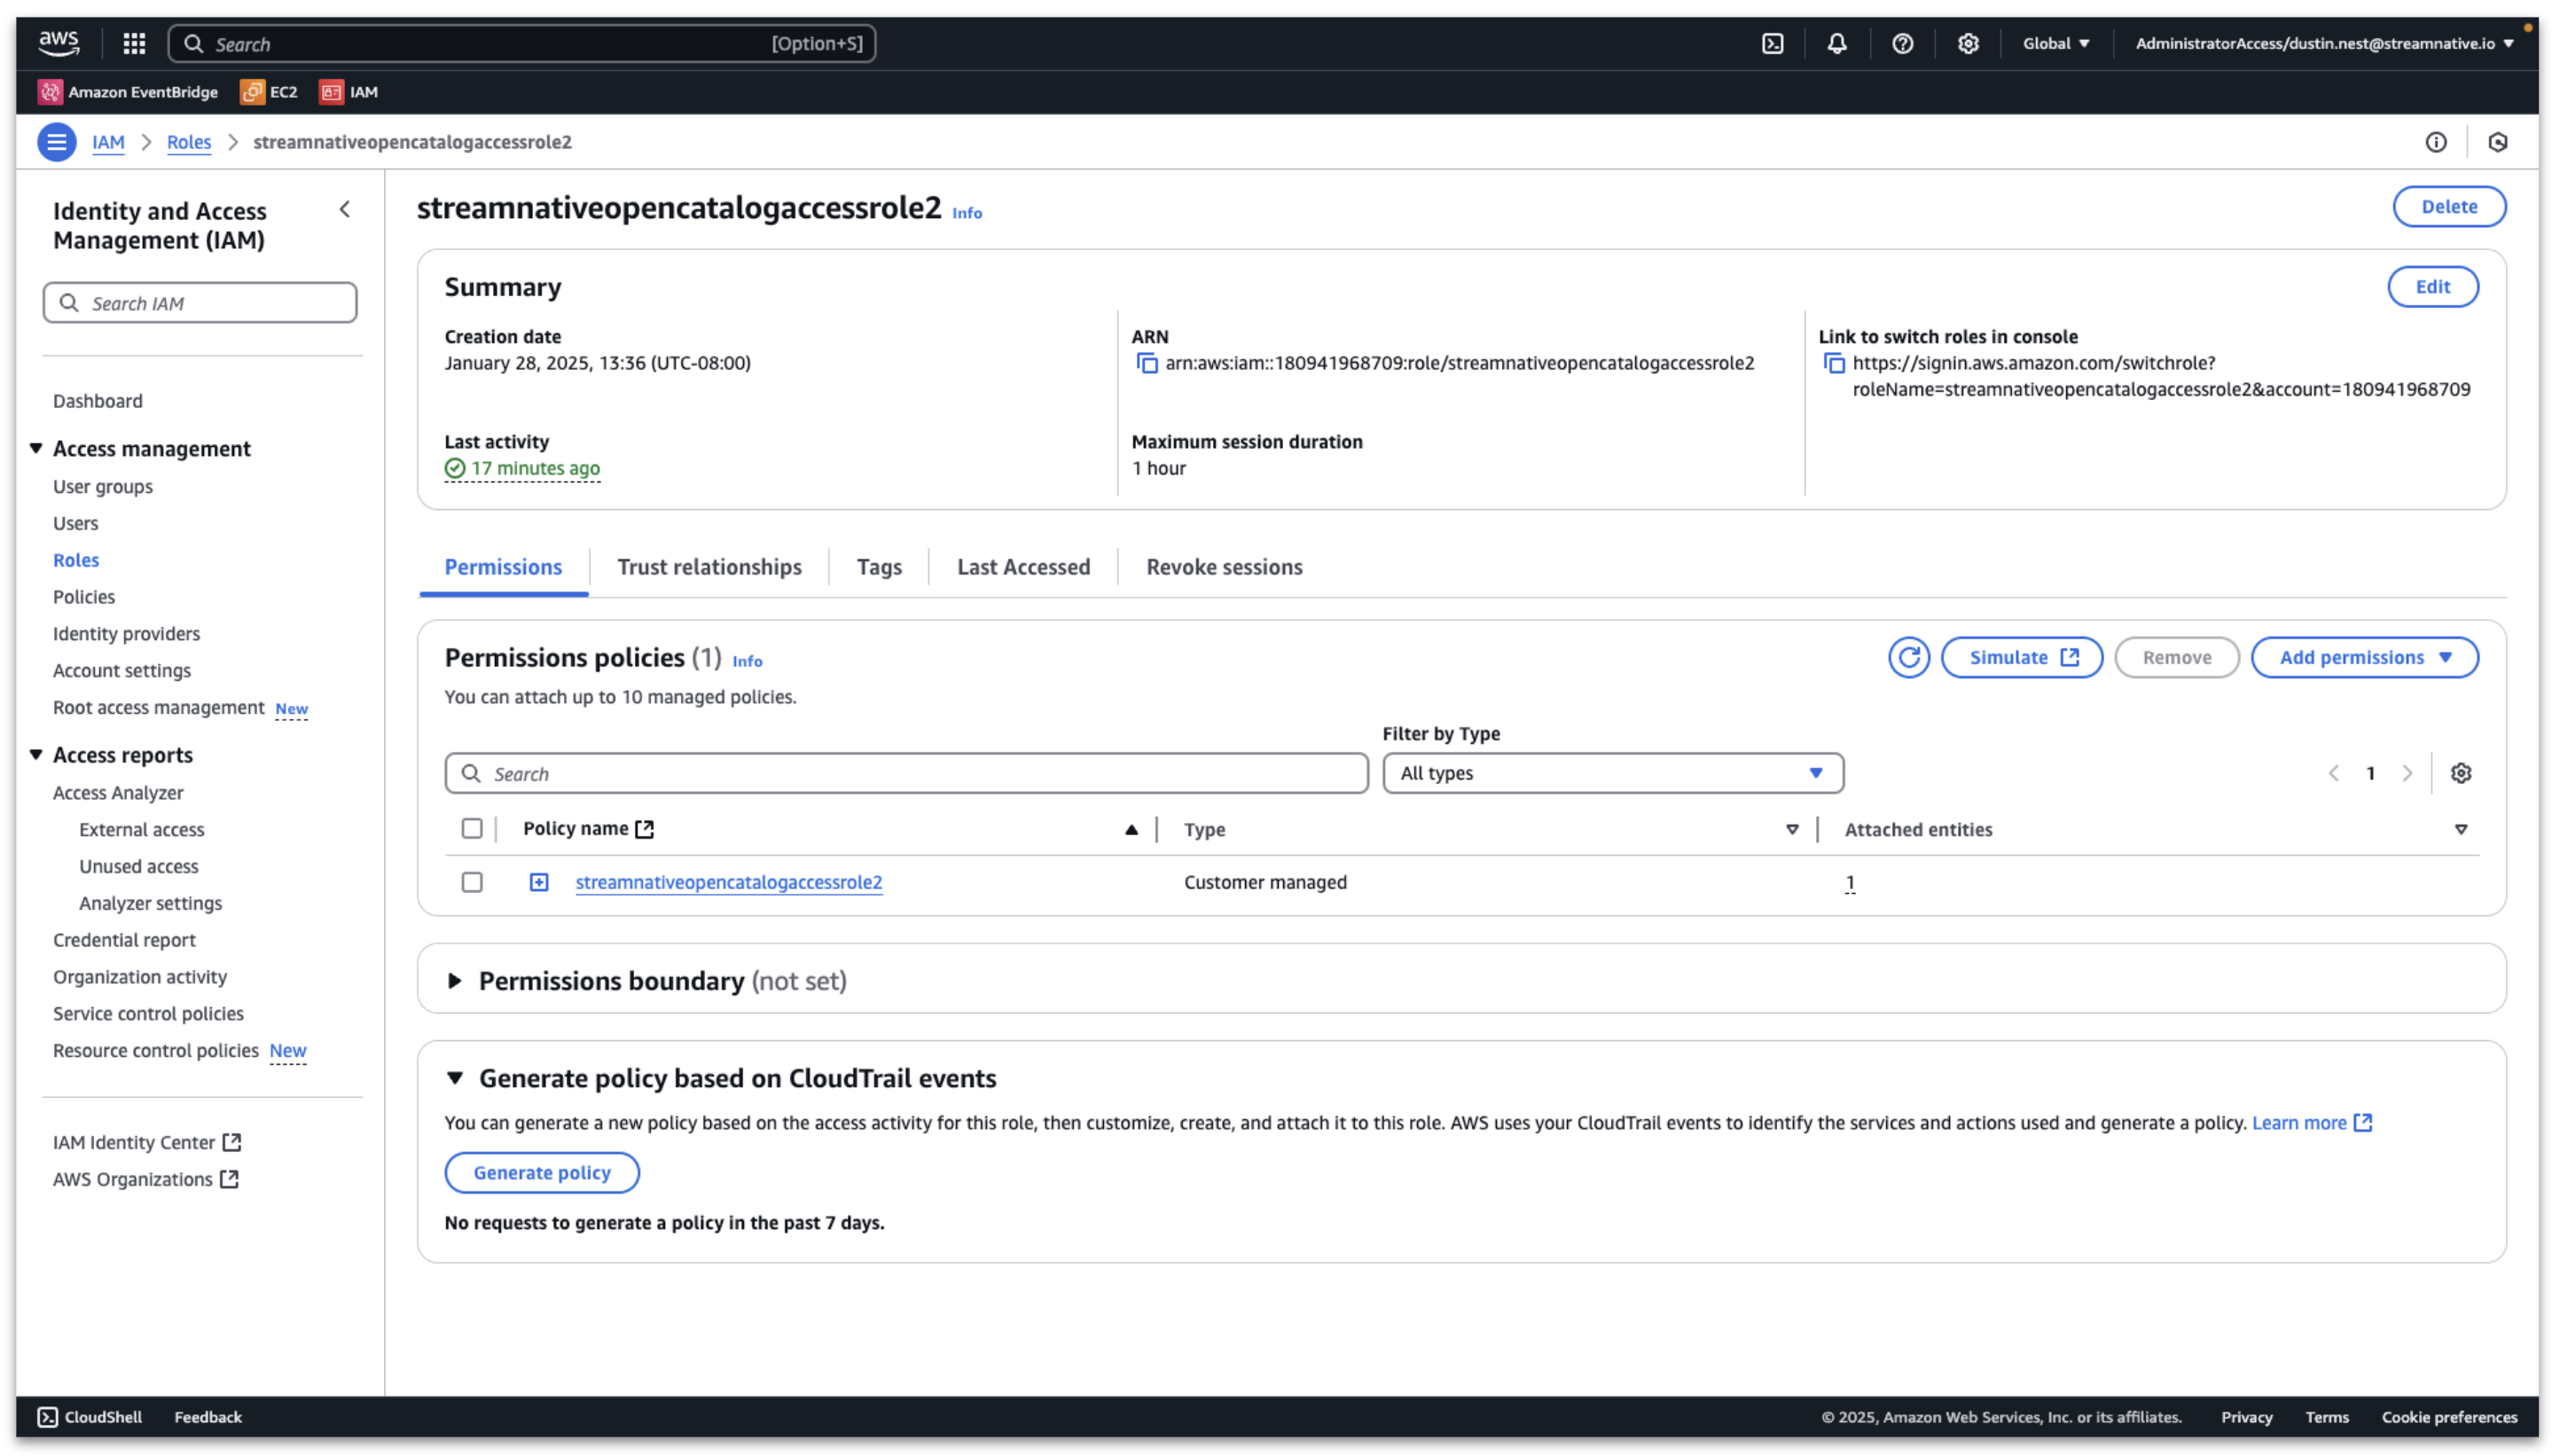 aws
Search [Option+S]
Global
AdministratorAccess/dustin.nest@streamnative.io
Amazon EventBridge
EC2
IAM
IAM
Roles
streamnativeopencatalogaccessrole2
Identity and Access
Management (IAM)
Search IAM
Dashboard
Access management
User groups
Users
Roles
Policies
Identity providers
Account settings
Root access management New
Access reports
Access Analyzer
External access
Unused access
Analyzer settings
Credential report
Organization activity
Service control policies
Resource control policies New
IAM Identity Center
AWS Organizations
streamnativeopencatalogaccessrole2 Info
Delete
Summary
Edit
Creation date
January 28, 2025, 13:36 (UTC-08:00)
ARN
arn:aws:iam::180941968709:role/streamnativeopencatalogaccessrole2
Link to switch roles in console
https://signin.aws.amazon.com/switchrole?
roleName=streamnativeopencatalogaccessrole2&account=180941968709
Last activity
17 minutes ago
Maximum session duration
1 hour
Permissions
Trust relationships
Tags
Last Accessed
Revoke sessions
Permissions policies (1) Info
Simulate
Remove
Add permissions
You can attach up to 10 managed policies.
Filter by Type
Search
All types
1
Policy name
Type
Attached entities
streamnativeopencatalogaccessrole2
Customer managed
1
Permissions boundary (not set)
Generate policy based on CloudTrail events
You can generate a new policy based on the access activity for this role, then customize, create, and attach it to this role. AWS uses your CloudTrail events to identify the services and actions used and generate a policy. Learn more
Generate policy
No requests to generate a policy in the past 7 days.
CloudShell
Feedback
© 2025, Amazon Web Services, Inc. or its affiliates.
Privacy
Terms
Cookie preferences